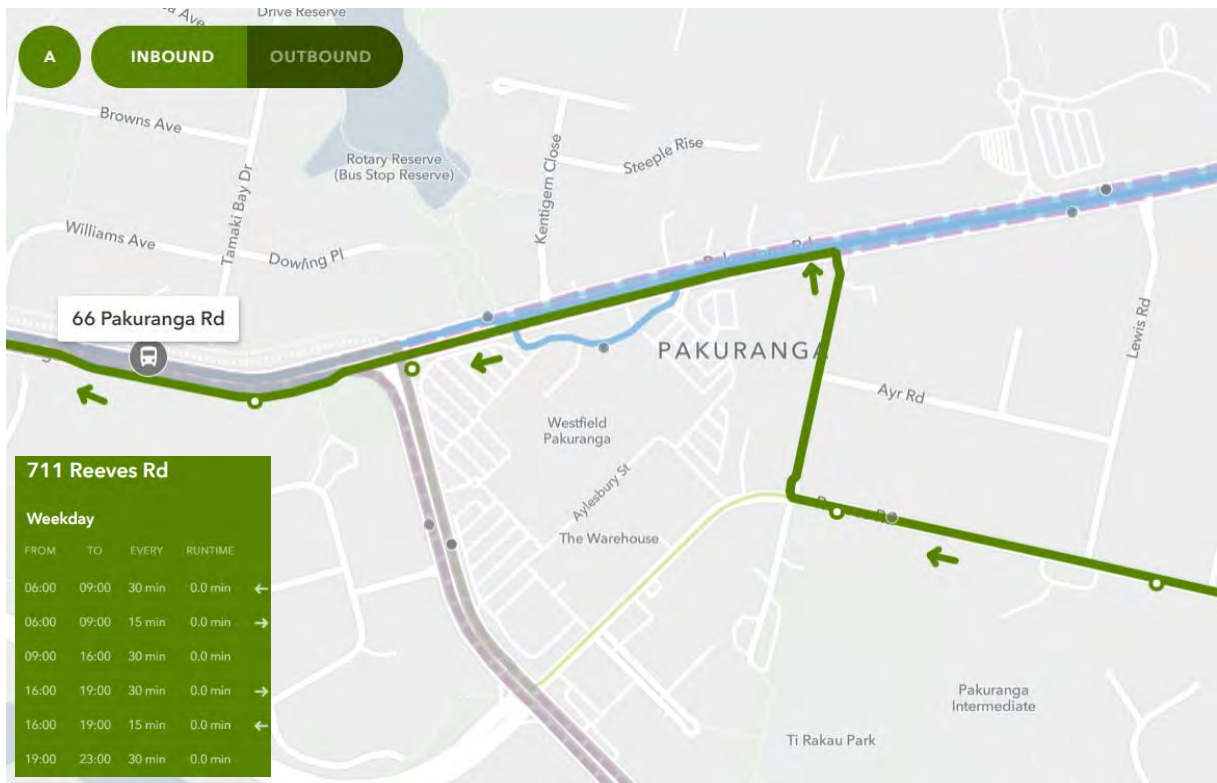 Drive Reserve
Ave
A
INBOUND
OUTBOUND
Browns Ave
Tamaki Bay Dr
Rotary Reserve
(Bus Stop Reserve)
Kentigern Close
Steeple Rise
Williams Ave
Dowling Pl
66 Pakuranga Rd
Rd
PAKURANGA
Lewis Rd
Ayr Rd
Westfield
Pakuranga
Aylesbury St
The Warehouse
Rd
Pakuranga
Intermediate
Ti Rakau Park
711 Reeves Rd
Weekday
FROM TO EVERY RUNTIME
06:00 09:00 30 min 0.0 min ←
06:00 09:00 15 min 0.0 min →
09:00 16:00 30 min 0.0 min
16:00 19:00 30 min 0.0 min →
16:00 19:00 15 min 0.0 min ←
19:00 23:00 30 min 0.0 min